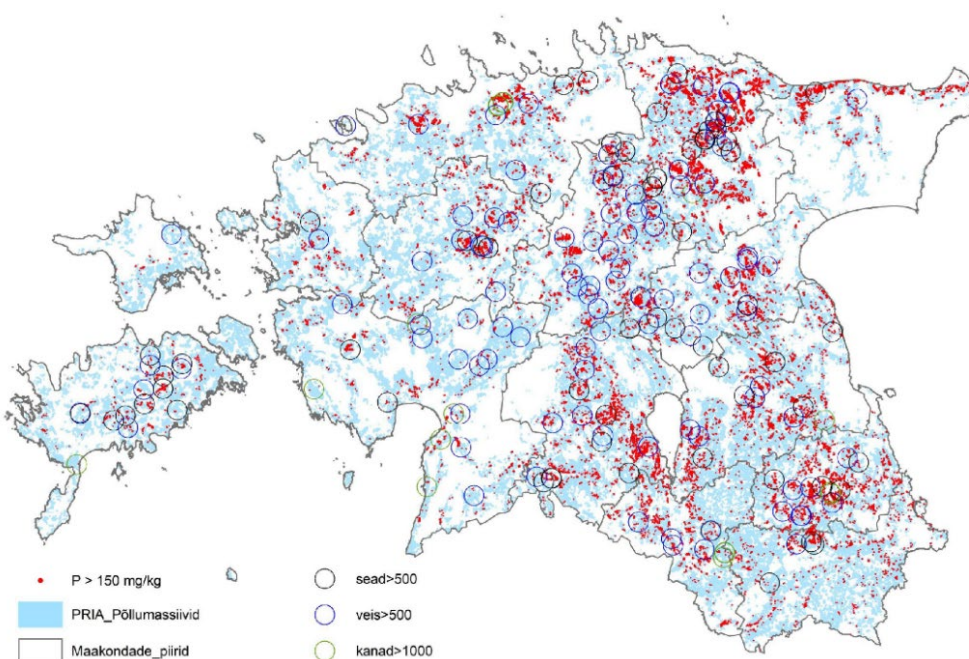 P > 150 mg/kg
PRIA_Põllumassiivid
Maakondade_piirid
sead>500
veis>500
kanad>1000